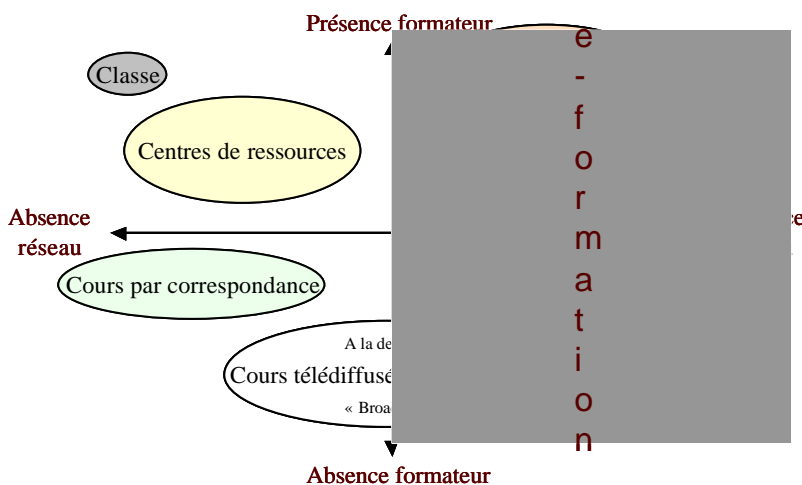 Présence formateur
Classe
Centres de ressources
Absence
réseau
Cours par correspondance
A la de
Cours télédiffusé
« Broa
Absence formateur
e
-
f
o
r
m
a
t
i
o
n